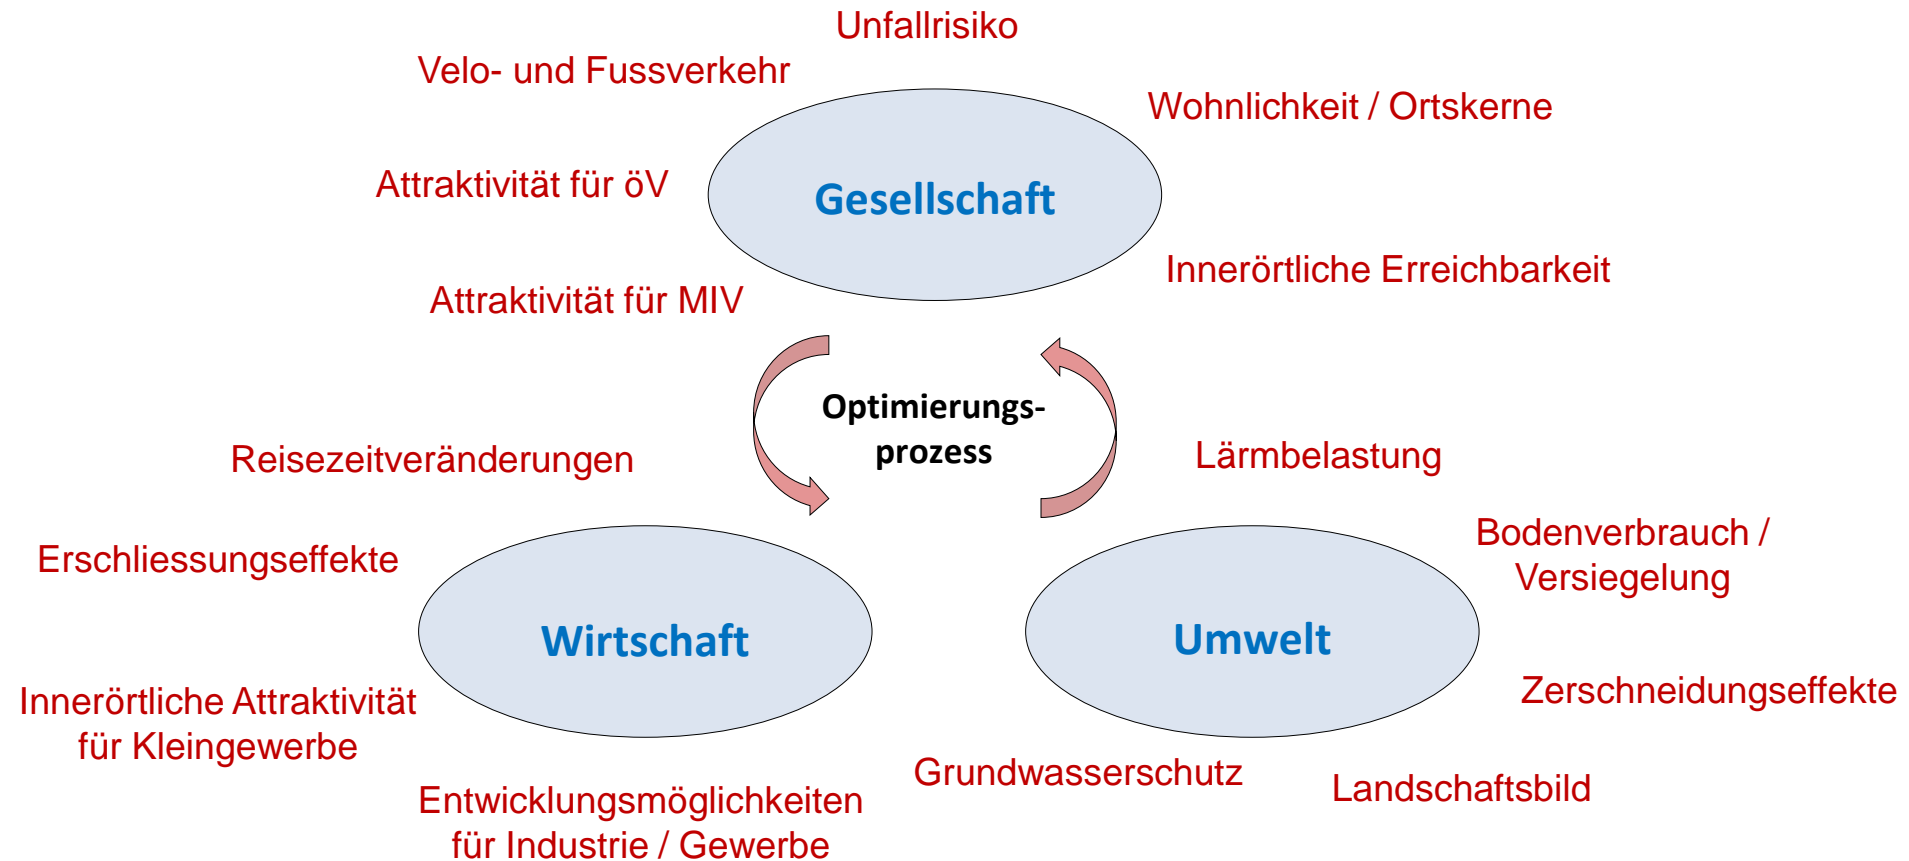 Unfallrisiko
Velo- und Fussverkehr
Wohnlichkeit / Ortskerne
Attraktivität für öV
Gesellschaft
Innerörtliche Erreichbarkeit
Attraktivität für MIV
Optimierungs-
prozess
Reisezeitveränderungen
Lärmbelastung
Erschliessungseffekte
Bodenverbrauch /
Versiegelung
Wirtschaft
Umwelt
Innerörtliche Attraktivität
für Kleingewerbe
Zerschneidungseffekte
Grundwasserschutz
Landschaftsbild
Entwicklungsmöglichkeiten
für Industrie / Gewerbe